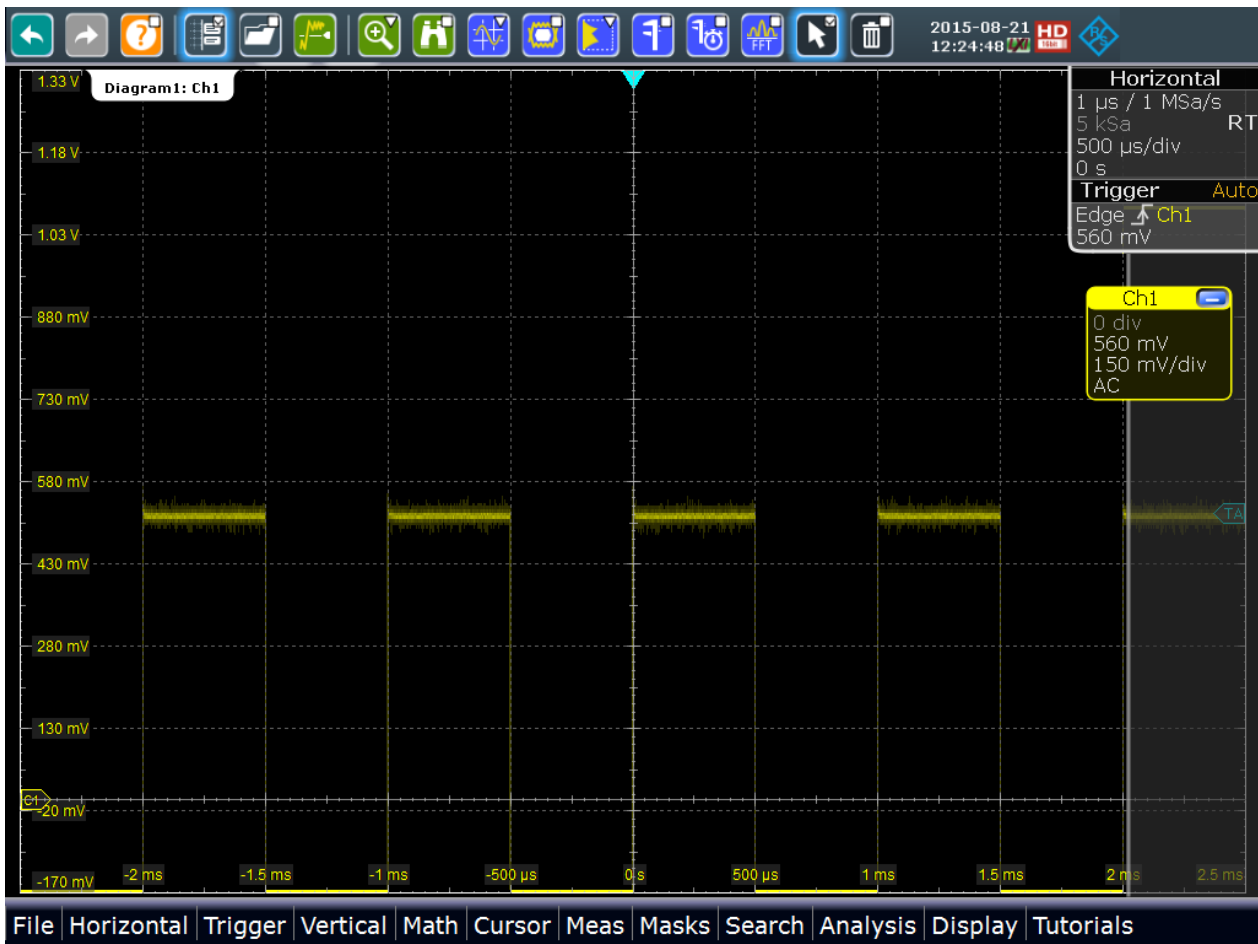 FFT
2015-08-21
12:24:48
HD
16bit
R&S
1.33 V
Diagram1: Ch1
1.18 V
1.03 V
880 mV
730 mV
580 mV
430 mV
280 mV
130 mV
C1
-20 mV
-170 mV
-2 ms
-1.5 ms
-1 ms
-500 µs
0 s
500 µs
1 ms
1.5 ms
2 ms
2.5 ms
Horizontal
1 µs / 1 MSa/s
5 kSa RT
500 µs/div
0 s
Trigger Auto
Edge Ch1
560 mV
Ch1
0 div
560 mV
150 mV/div
AC
TA
File Horizontal Trigger Vertical Math Cursor Meas Masks Search Analysis Display Tutorials